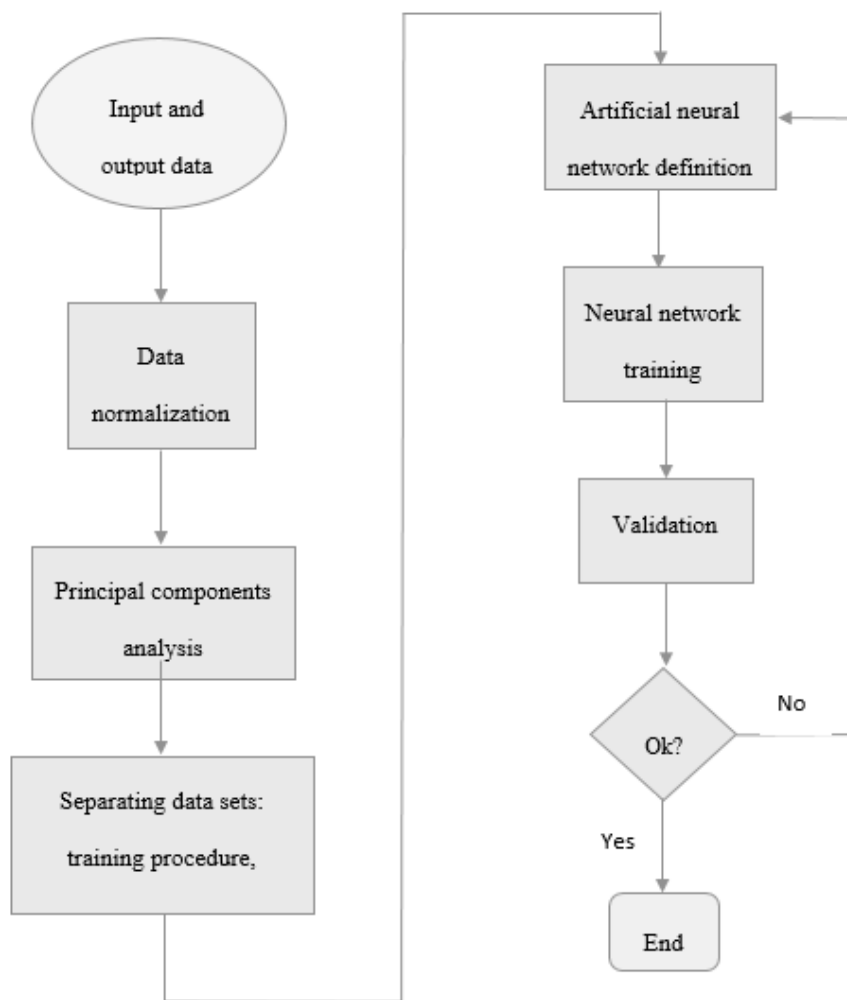 Input and
output data
Data
normalization
Principal components
analysis
Separating data sets:
training procedure,
Artificial neural
network definition
Neural network
training
Validation
Ok?
No
Yes
End